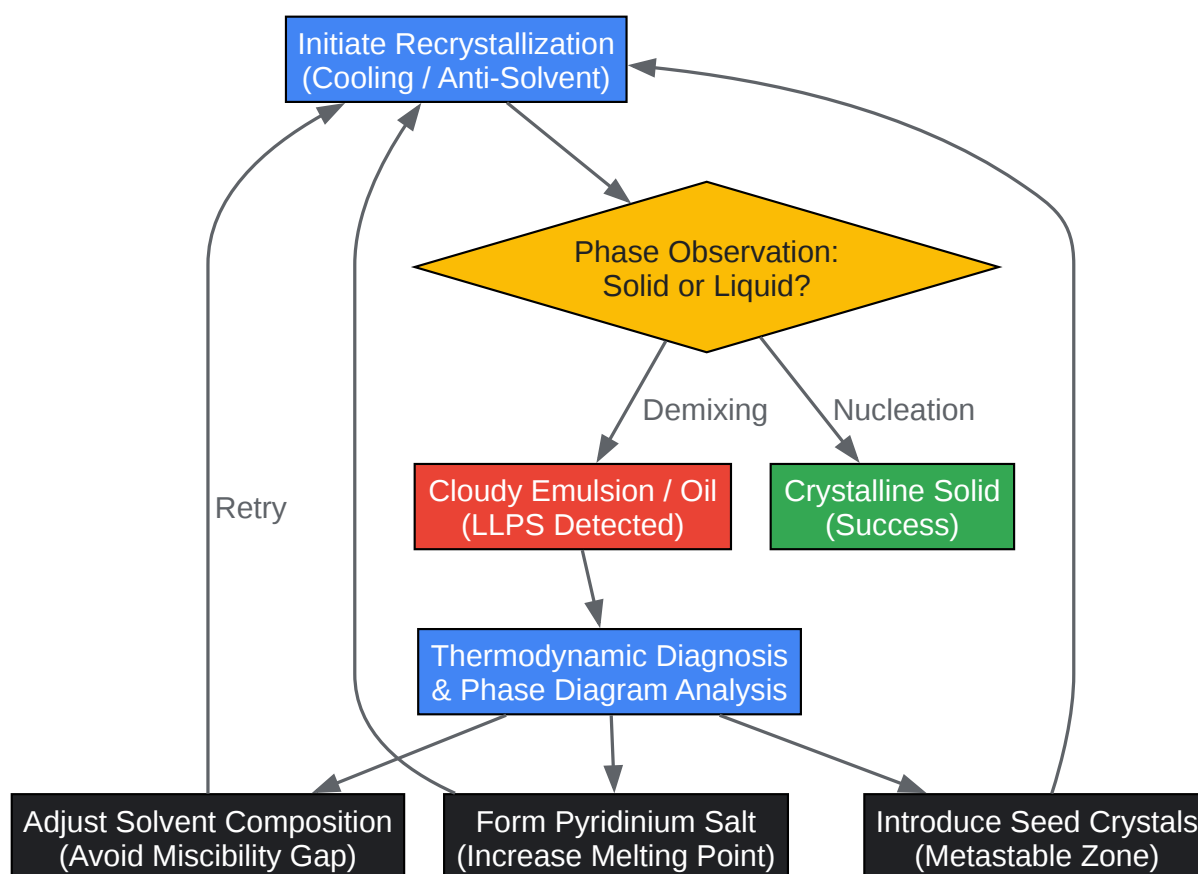 Initiate Recrystallization
(Cooling / Anti-Solvent)
Phase Observation:
Solid or Liquid?
Demixing
Nucleation
Cloudy Emulsion / Oil
(LLPS Detected)
Crystalline Solid
(Success)
Retry
Thermodynamic Diagnosis
& Phase Diagram Analysis
Adjust Solvent Composition
(Avoid Miscibility Gap)
Form Pyridinium Salt
(Increase Melting Point)
Introduce Seed Crystals
(Metastable Zone)